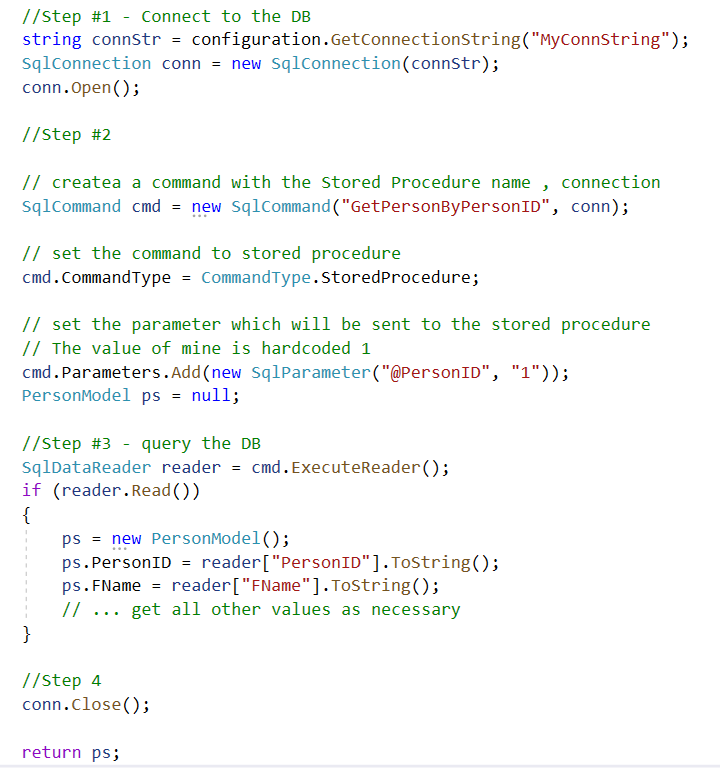 //Step #1 - Connect to the DB
string connStr = configuration.GetConnectionString("MyConnString");
SqlConnection conn = new SqlConnection(connStr);
conn.Open();
//Step #2
// createa a command with the Stored Procedure name , connection
SqlCommand cmd = new SqlCommand("GetPersonByPersonID", conn);
// set the command to stored procedure
cmd.CommandType = CommandType.StoredProcedure;
// set the parameter which will be sent to the stored procedure
// The value of mine is hardcoded 1
cmd.Parameters.Add(new SqlParameter("@PersonID", "1"));
PersonModel ps = null;
//Step #3 - query the DB
SqlDataReader reader = cmd.ExecuteReader();
if (reader.Read())
{
    ps = new PersonModel();
    ps.PersonID = reader["PersonID"].ToString();
    ps.FName = reader["FName"].ToString();
    // ... get all other values as necessary
}
//Step 4
conn.Close();
return ps;